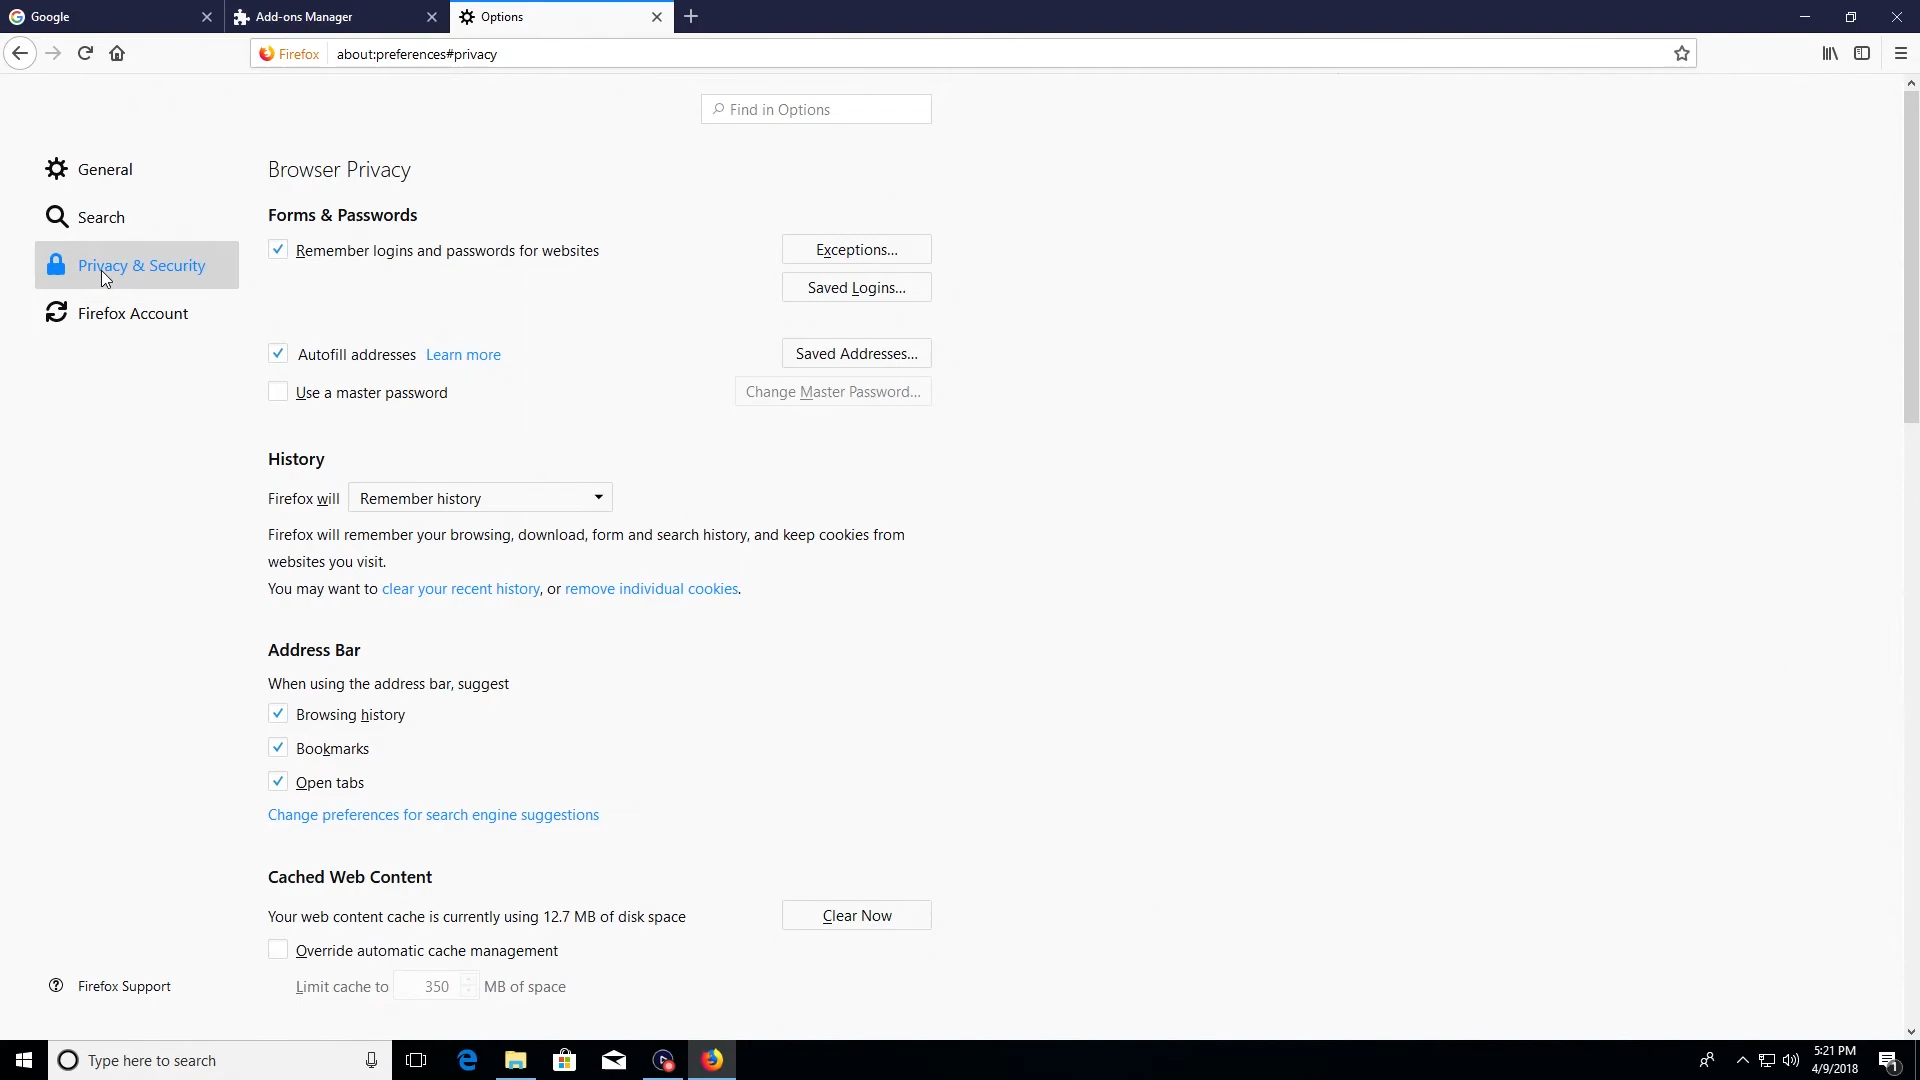 Google
Add-ons Manager
Options
Firefox
about:preferences#privacy
Find in Options
General
Search
Privacy & Security
Firefox Account
Browser Privacy
Forms & Passwords
Remember logins and passwords for websites
Exceptions...
Saved Logins...
Autofill addresses Learn more
Saved Addresses...
Use a master password
Change Master Password...
History
Firefox will Remember history
Firefox will remember your browsing, download, form and search history, and keep cookies from
websites you visit.
You may want to clear your recent history, or remove individual cookies.
Address Bar
When using the address bar, suggest
Browsing history
Bookmarks
Open tabs
Change preferences for search engine suggestions
Cached Web Content
Your web content cache is currently using 12.7 MB of disk space
Clear Now
Override automatic cache management
Limit cache to 350 MB of space
Firefox Support
Type here to search
5:21 PM
4/9/2018
1